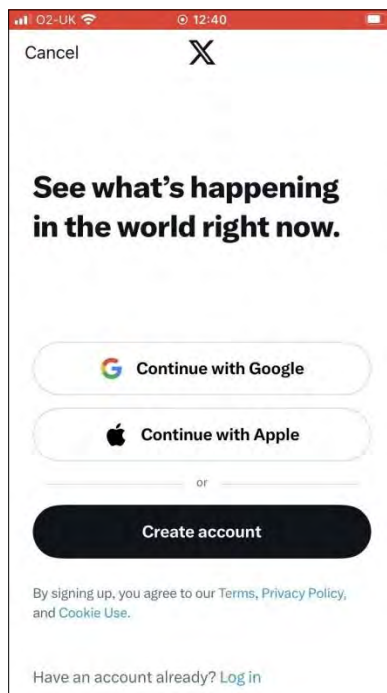 O2-UK 12:40
Cancel X
See what's happening
in the world right now.
Continue with Google
Continue with Apple
or
Create account
By signing up, you agree to our Terms, Privacy Policy,
and Cookie Use.
Have an account already? Log in